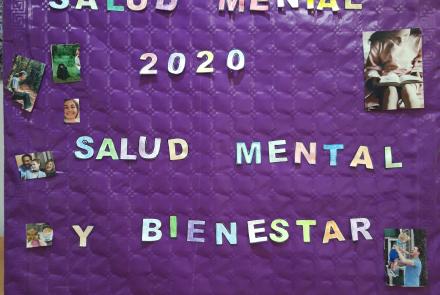 SALUD MENTAL
2020
SALUD MENTAL
Y BIENESTAR